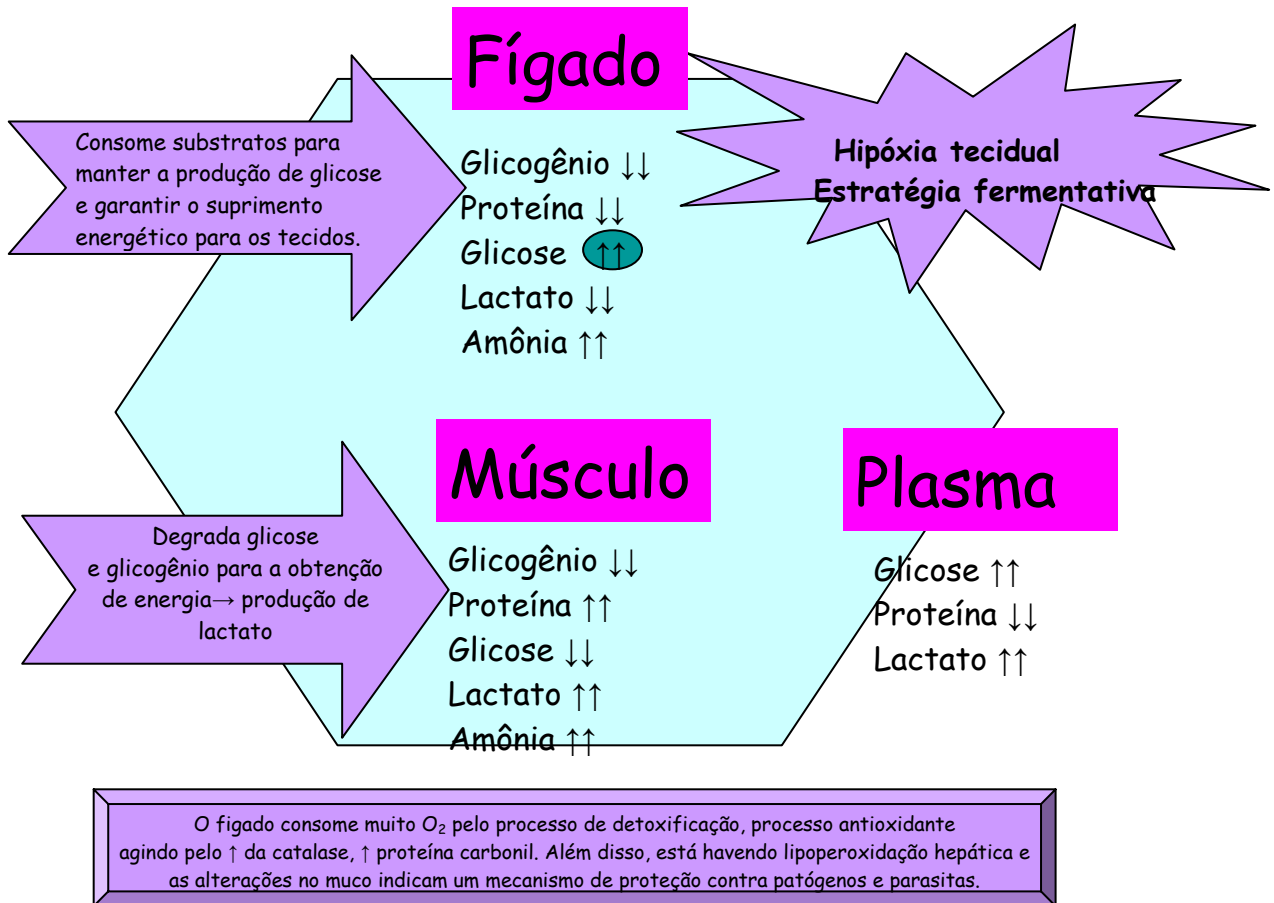 Fígado
Consome substratos para
manter a produção de glicose
e garantir o suprimento
energético para os tecidos.
Glicogênio ↓↓
Proteína ↓↓
Glicose ↑↑
Lactato ↓↓
Amônia ↑↑
Hipóxia tecidual
Estratégia fermentativa
Músculo
Degrada glicose
e glicogênio para a obtenção
de energia→ produção de
lactato
Glicogênio ↓↓
Proteína ↑↑
Glicose ↓↓
Lactato ↑↑
Amônia ↑↑
Plasma
Glicose ↑↑
Proteína ↓↓
Lactato ↑↑
O figado consome muito O₂ pelo processo de detoxificação, processo antioxidante
agindo pelo ↑ da catalase, ↑ proteína carbonil. Além disso, está havendo lipoperoxidação hepática e
as alterações no muco indicam um mecanismo de proteção contra patógenos e parasitas.